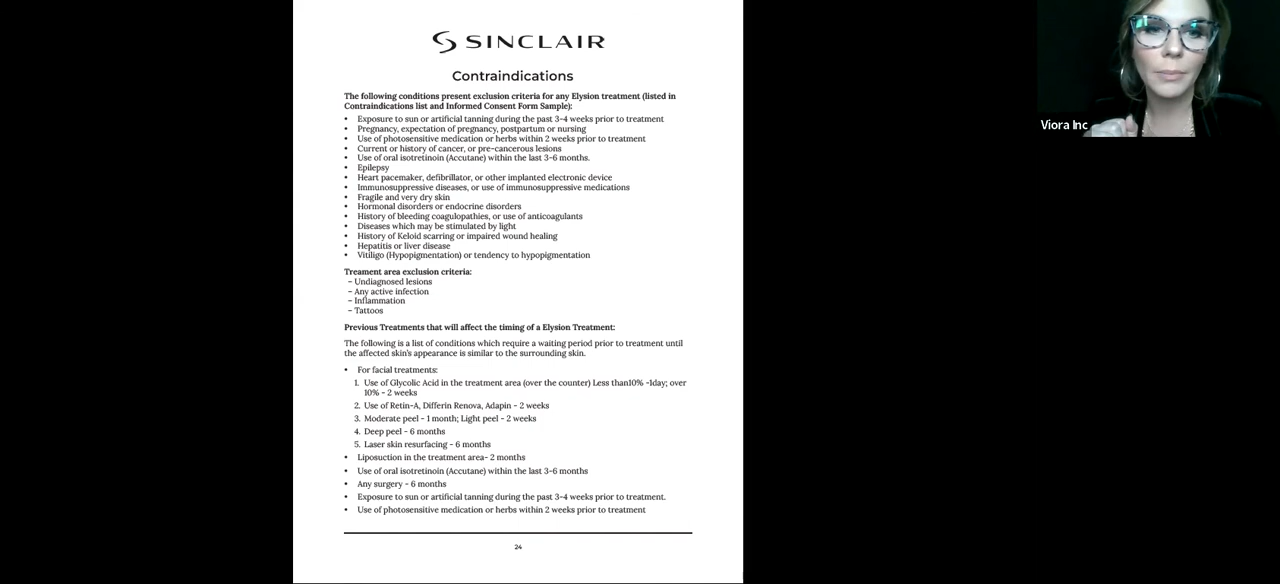 SINCLAIR
Contraindications
The following conditions present exclusion criteria for any Elysion treatment (listed in
Contraindications list and Informed Consent Form Sample):
• Exposure to sun or artificial tanning during the past 3-4 weeks prior to treatment
• Pregnancy, expectation of pregnancy, postpartum or nursing
• Use of photosensitive medication or herbs within 2 weeks prior to treatment
• Current or history of cancer, or pre-cancerous lesions
• Use of oral isotretinoin (Accutane) within the last 3-6 months.
• Epilepsy
• Heart pacemaker, defibrillator, or other implanted electronic device
• Immunosuppressive diseases, or use of immunosuppressive medications
• Fragile and very dry skin
• Hormonal disorders or endocrine disorders
• History of bleeding coagulopathies, or use of anticoagulants
• Diseases which may be stimulated by light
• History of Keloid scarring or impaired wound healing
• Hepatitis or liver disease
• Vitiligo (Hypopigmentation) or tendency to hypopigmentation
Treament area exclusion criteria:
– Undiagnosed lesions
– Any active infection
– Inflammation
– Tattoos
Previous Treatments that will affect the timing of a Elysion Treatment:
The following is a list of conditions which require a waiting period prior to treatment until
the affected skin's appearance is similar to the surrounding skin.
• For facial treatments:
1. Use of Glycolic Acid in the treatment area (over the counter) Less than10% -1day; over
10% - 2 weeks
2. Use of Retin-A, Differin Renova, Adapin - 2 weeks
3. Moderate peel - 1 month; Light peel - 2 weeks
4. Deep peel - 6 months
5. Laser skin resurfacing - 6 months
• Liposuction in the treatment area- 2 months
• Use of oral isotretinoin (Accutane) within the last 3-6 months
• Any surgery - 6 months
• Exposure to sun or artificial tanning during the past 3-4 weeks prior to treatment.
• Use of photosensitive medication or herbs within 2 weeks prior to treatment
24
Viora Inc